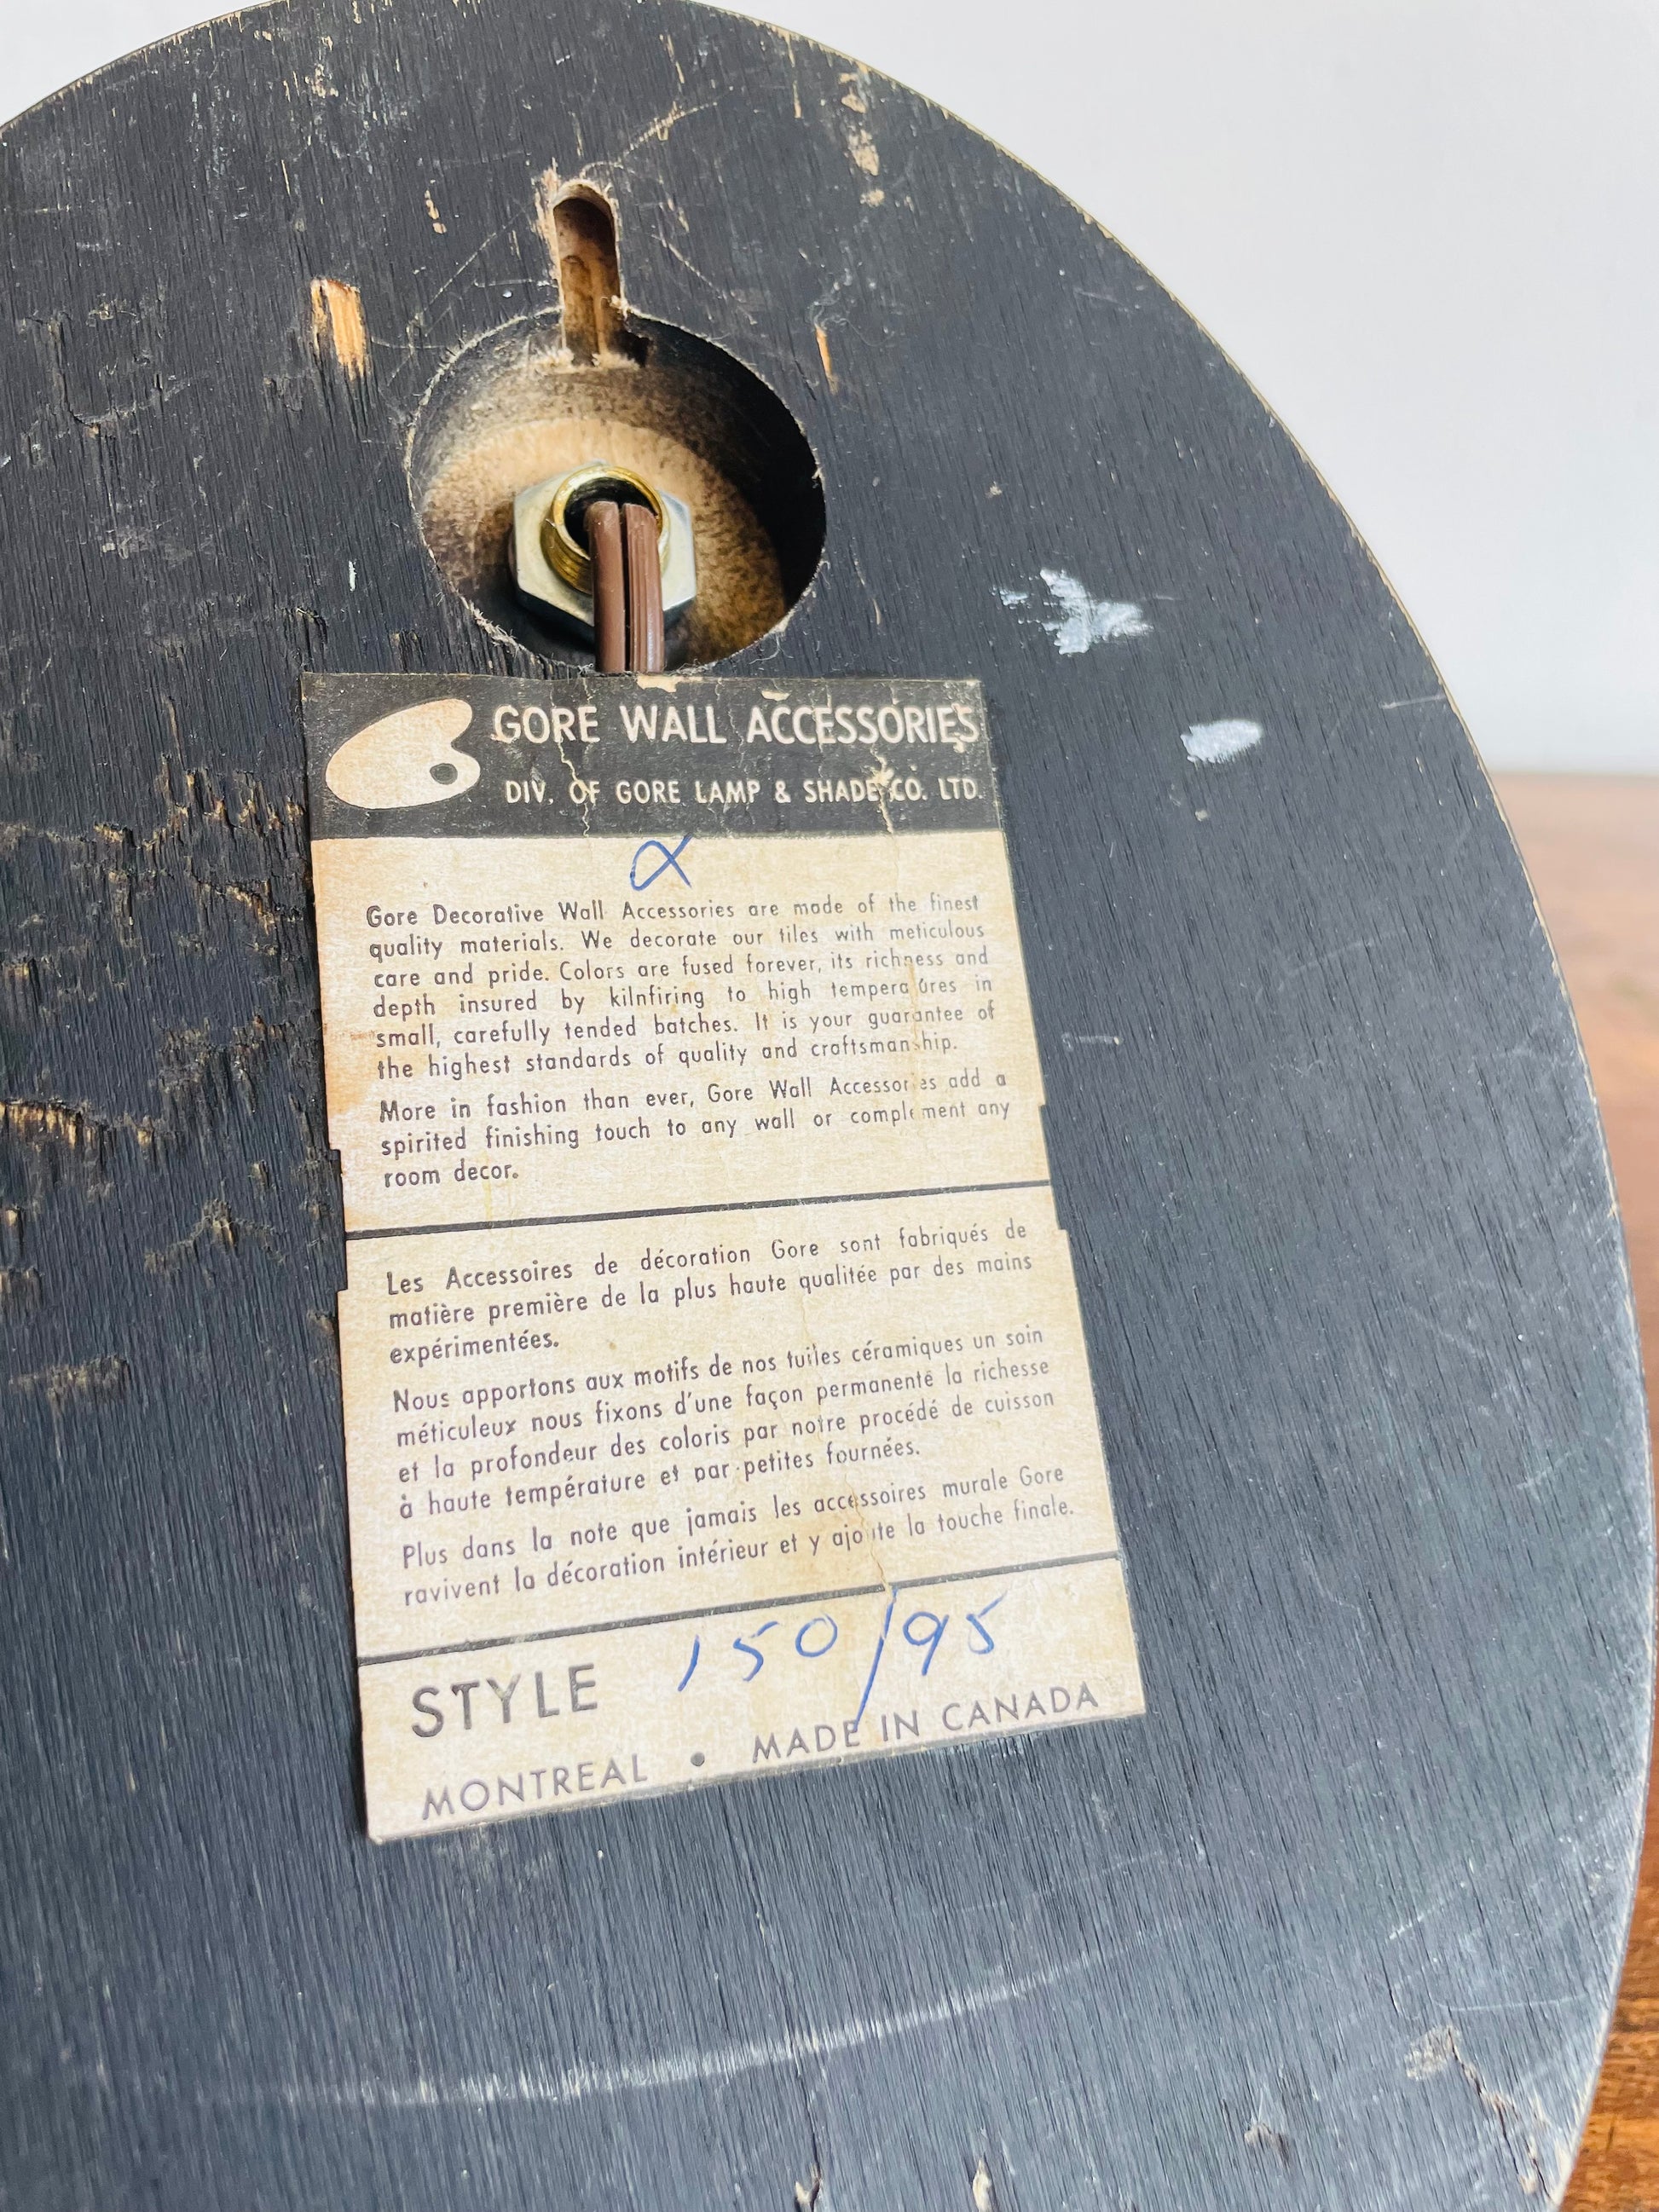 GORE WALL ACCESSORIES
DIV. OF GORE LAMP & SHADE CO. LTD.
Gore Decorative Wall Accessories are made of the finest
quality materials. We decorate our tiles with meticulous
care and pride. Colors are fused forever, its richness and
depth insured by kilnfiring to high temperatures in
small, carefully tended batches. It is your guarantee of
the highest standards of quality and craftsmanship.
More in fashion than ever, Gore Wall Accessories add a
spirited finishing touch to any wall or complement any
room decor.
Les Accessoires de décoration Gore sont fabriqués de
matière première de la plus haute qualitée par des mains
expérimentées.
Nous apportons aux motifs de nos tuiles céramiques un soin
méticuleux nous fixons d'une façon permanente la richesse
et la profondeur des coloris par notre procédé de cuisson
à haute température et par petites fournées.
Plus dans la note que jamais les accessoires murale Gore
ravivent la décoration intérieur et y ajoute la touche finale.
STYLE 150/95
MONTREAL • MADE IN CANADA